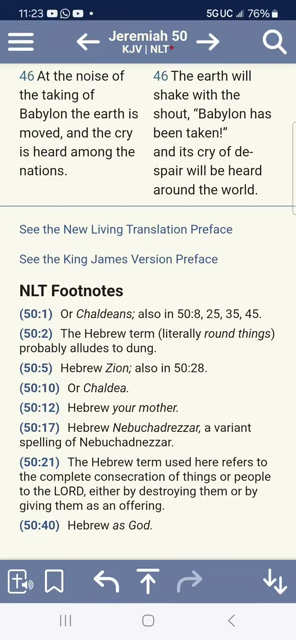 11:23 5G UC 76%
Jeremiah 50
KJV | NLT*
46 At the noise of
the taking of
Babylon the earth is
moved, and the cry
is heard among the
nations.
46 The earth will
shake with the
shout, “Babylon has
been taken!”
and its cry of de-
spair will be heard
around the world.
See the New Living Translation Preface
See the King James Version Preface
NLT Footnotes
(50:1) Or Chaldeans; also in 50:8, 25, 35, 45.
(50:2) The Hebrew term (literally round things)
probably alludes to dung.
(50:5) Hebrew Zion; also in 50:28.
(50:10) Or Chaldea.
(50:12) Hebrew your mother.
(50:17) Hebrew Nebuchadrezzar, a variant
spelling of Nebuchadnezzar.
(50:21) The Hebrew term used here refers to
the complete consecration of things or people
to the LORD, either by destroying them or by
giving them as an offering.
(50:40) Hebrew as God.